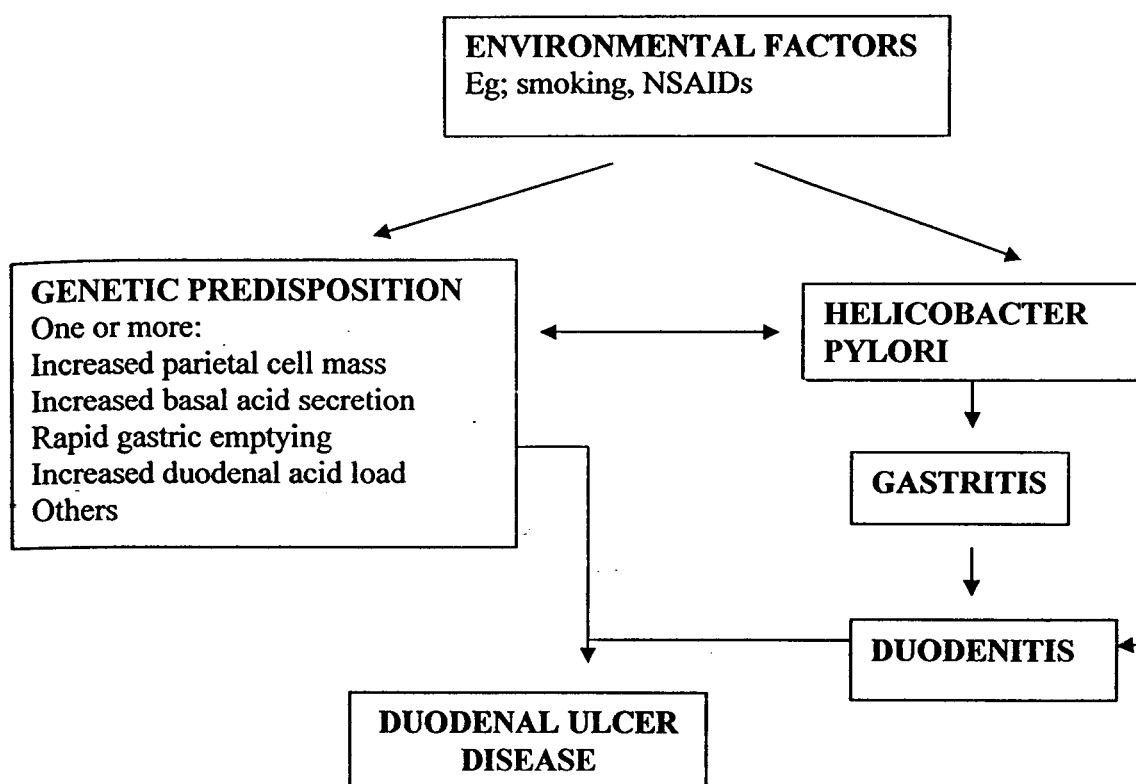 ENVIRONMENTAL FACTORS
Eg; smoking, NSAIDs
GENETIC PREDISPOSITION
One or more:
Increased parietal cell mass
Increased basal acid secretion
Rapid gastric emptying
Increased duodenal acid load
Others
HELICOBACTER
PYLORI
GASTRITIS
DUODENITIS
DUODENAL ULCER
DISEASE